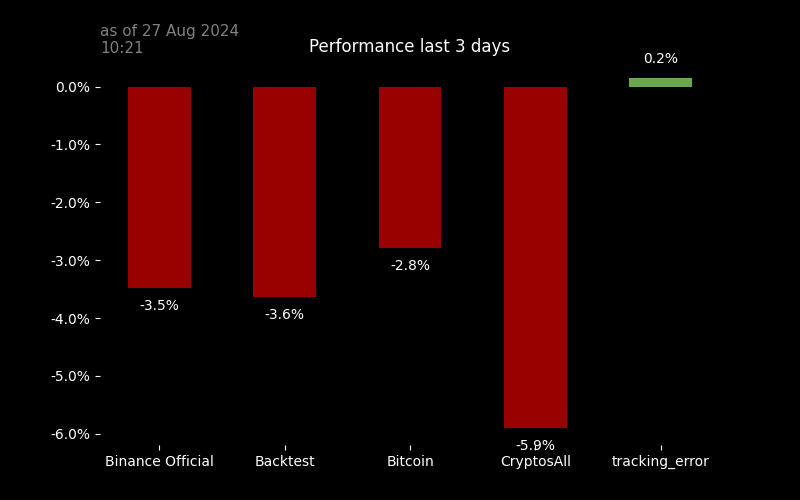 as of 27 Aug 2024
10:21
Performance last 3 days
0.2%
0.0%
-1.0%
-2.0%
-3.0%
-4.0%
-5.0%
-6.0%
-3.5%
-3.6%
-2.8%
-5.9%
Binance Official
Backtest
Bitcoin
CryptosAll
tracking_error